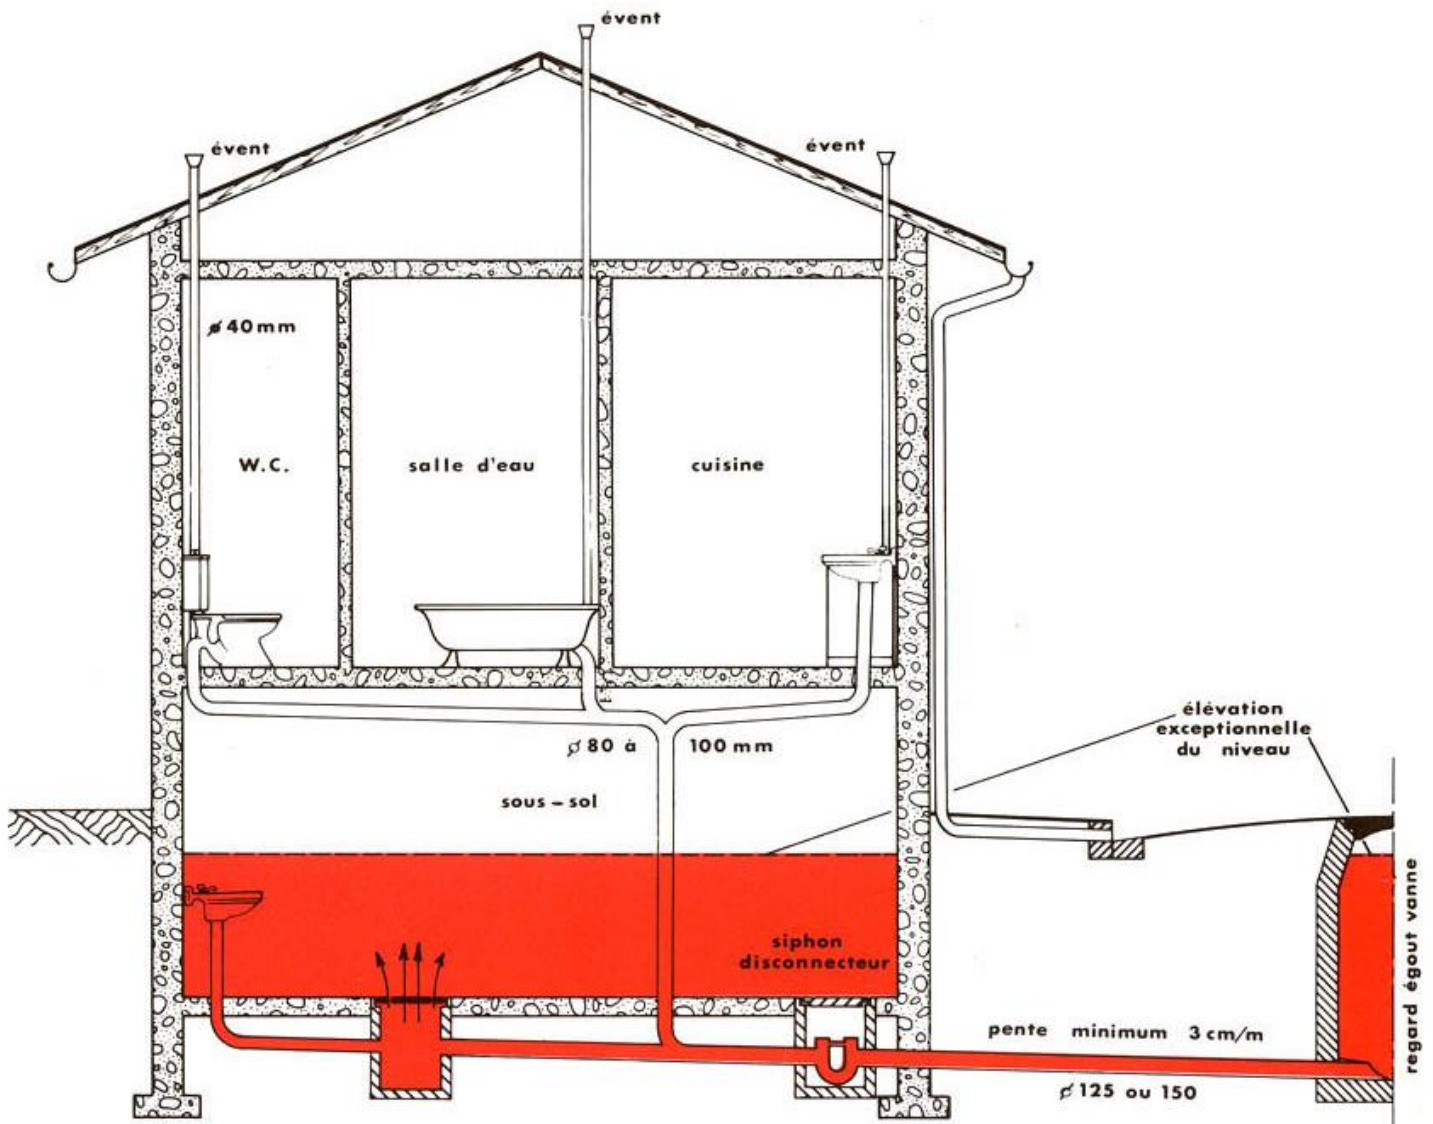 évent
évent
évent
ø 40 mm
W.C.
salle d'eau
cuisine
élévation
exceptionnelle
du niveau
ø 80 à 100 mm
sous-sol
siphon
disconnecteur
pente minimum 3 cm/m
ø 125 ou 150
regard égout vanne